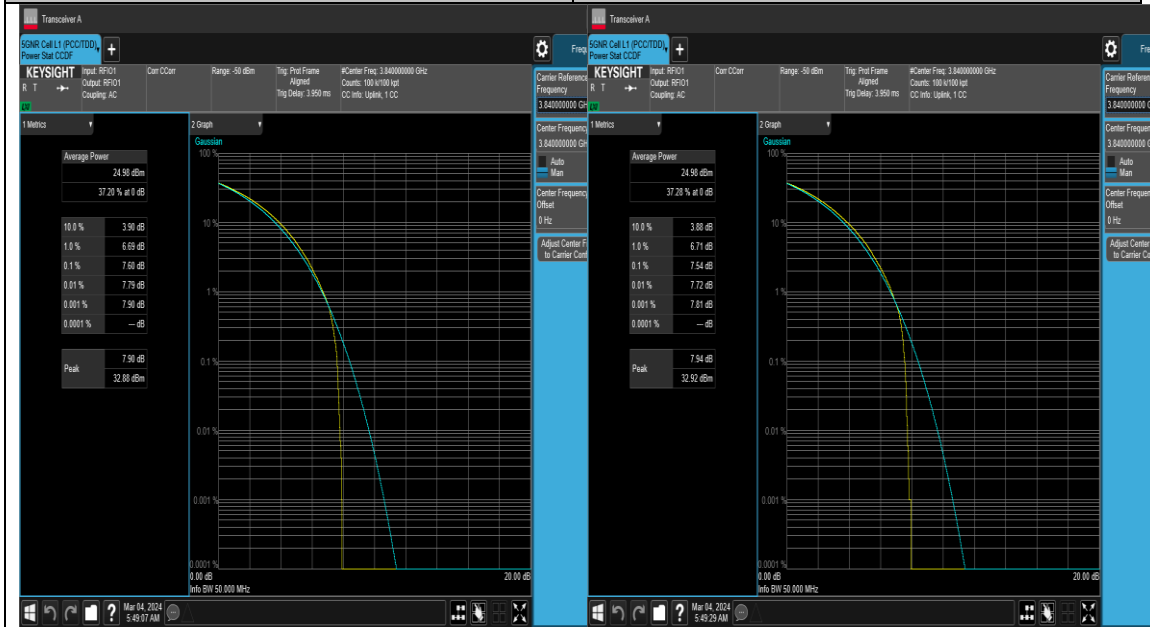 Transceiver A
5GNR Cell L1 (PCC/TDD)
Power Stat CCDF
KEYSIGHT
R T
LXI
Input: RFIO1
Output: RFIO1
Coupling: AC
Corr CCorr
Range: -50 dBm
Trig: Prot Frame
Aligned
Trig Delay: 3.950 ms
#Center Freq: 3.840000000 GHz
Counts: 100 k/100 kpt
CC Info: Uplink, 1 CC
Frequ
Carrier Reference
Frequency
3.840000000 GH
Center Frequency
3.840000000 GH
Auto
Man
Center Frequency
Offset
0 Hz
Adjust Center Fr
to Carrier Conf
1 Metrics
Average Power
24.98 dBm
37.20 % at 0 dB
10.0 % 3.90 dB
1.0 % 6.69 dB
0.1 % 7.60 dB
0.01 % 7.79 dB
0.001 % 7.90 dB
0.0001 % --- dB
Peak
7.90 dB
32.88 dBm
2 Graph
Gaussian
100 %
10 %
1 %
0.1 %
0.01 %
0.001 %
0.0001 %
0.00 dB 20.00 dB
Info BW 50.000 MHz
Mar 04, 2024
5:49:07 AM
Transceiver A
5GNR Cell L1 (PCC/TDD)
Power Stat CCDF
KEYSIGHT
R T
LXI
Input: RFIO1
Output: RFIO1
Coupling: AC
Corr CCorr
Range: -50 dBm
Trig: Prot Frame
Aligned
Trig Delay: 3.950 ms
#Center Freq: 3.840000000 GHz
Counts: 100 k/100 kpt
CC Info: Uplink, 1 CC
Fre
Carrier Referen
Frequency
3.840000000 G
Center Frequen
3.840000000 G
Auto
Man
Center Frequen
Offset
0 Hz
Adjust Center
to Carrier Co
1 Metrics
Average Power
24.98 dBm
37.28 % at 0 dB
10.0 % 3.88 dB
1.0 % 6.71 dB
0.1 % 7.54 dB
0.01 % 7.72 dB
0.001 % 7.81 dB
0.0001 % --- dB
Peak
7.94 dB
32.92 dBm
2 Graph
Gaussian
100 %
10 %
1 %
0.1 %
0.01 %
0.001 %
0.0001 %
0.00 dB 20.00 dB
Info BW 50.000 MHz
Mar 04, 2024
5:49:29 AM